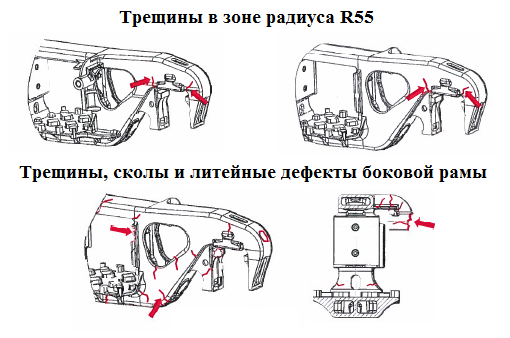 Трещины в зоне радиуса R55
Трещины, сколы и литейные дефекты боковой рамы